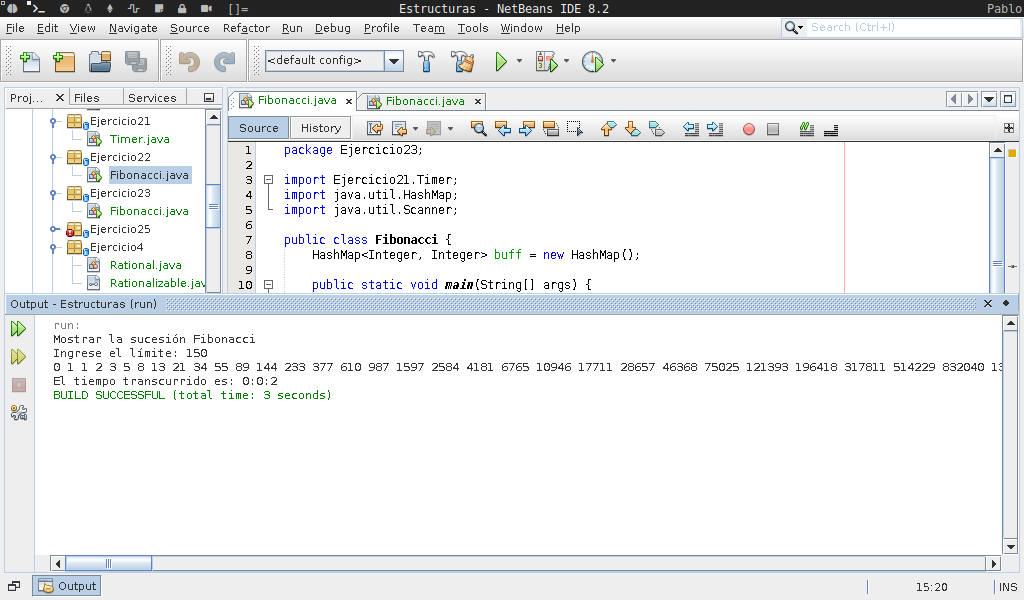 []=
Estructuras - NetBeans IDE 8.2
Pablo
File Edit View Navigate Source Refactor Run Debug Profile Team Tools Window Help
Search (Ctrl+I)
<default config>
Proj... Files Services
Ejercicio21
Timer.java
Ejercicio22
Fibonacci.java
Ejercicio23
Fibonacci.java
Ejercicio25
Ejercicio4
Rational.java
Rationalizable.jav
Fibonacci.java Fibonacci.java
Source History
1 package Ejercicio23;
2
3 import Ejercicio21.Timer;
4 import java.util.HashMap;
5 import java.util.Scanner;
6
7 public class Fibonacci {
8 HashMap<Integer, Integer> buff = new HashMap();
9
10 public static void main(String[] args) {
Output - Estructuras (run)
run:
Mostrar la sucesión Fibonacci
Ingrese el límite: 150
0 1 1 2 3 5 8 13 21 34 55 89 144 233 377 610 987 1597 2584 4181 6765 10946 17711 28657 46368 75025 121393 196418 317811 514229 832040 13
El tiempo transcurrido es: 0:0:2
BUILD SUCCESSFUL (total time: 3 seconds)
Output
15:20
INS